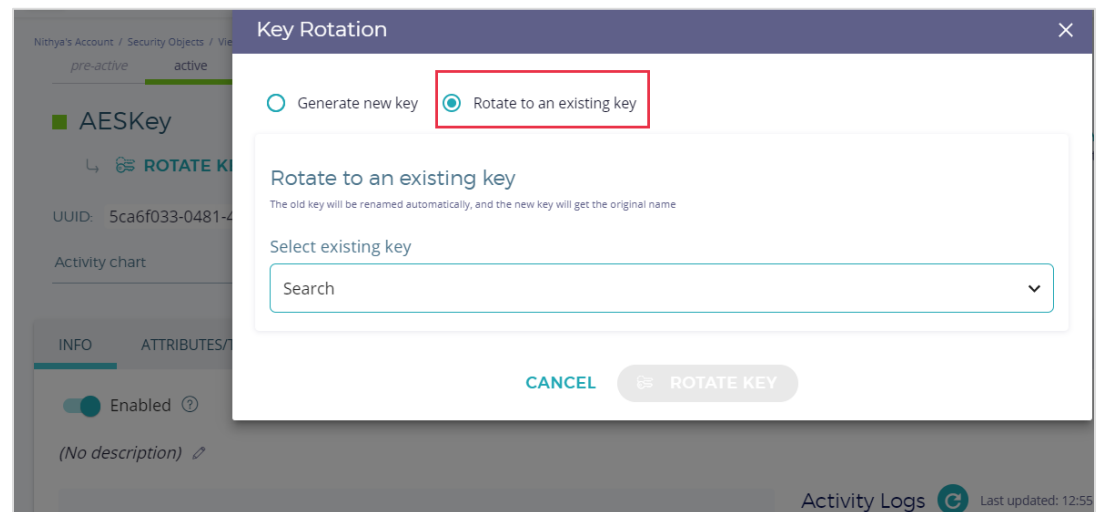 Key Rotation
Nithya's Account / Security Objects / Vie
pre-active active
Generate new key Rotate to an existing key
AESKey
ROTATE KE
Rotate to an existing key
The old key will be renamed automatically, and the new key will get the original name
UUID: 5ca6f033-0481-4
Select existing key
Activity chart
Search
INFO ATTRIBUTES/T
CANCEL ROTATE KEY
Enabled
(No description)
Activity Logs Last updated: 12:55